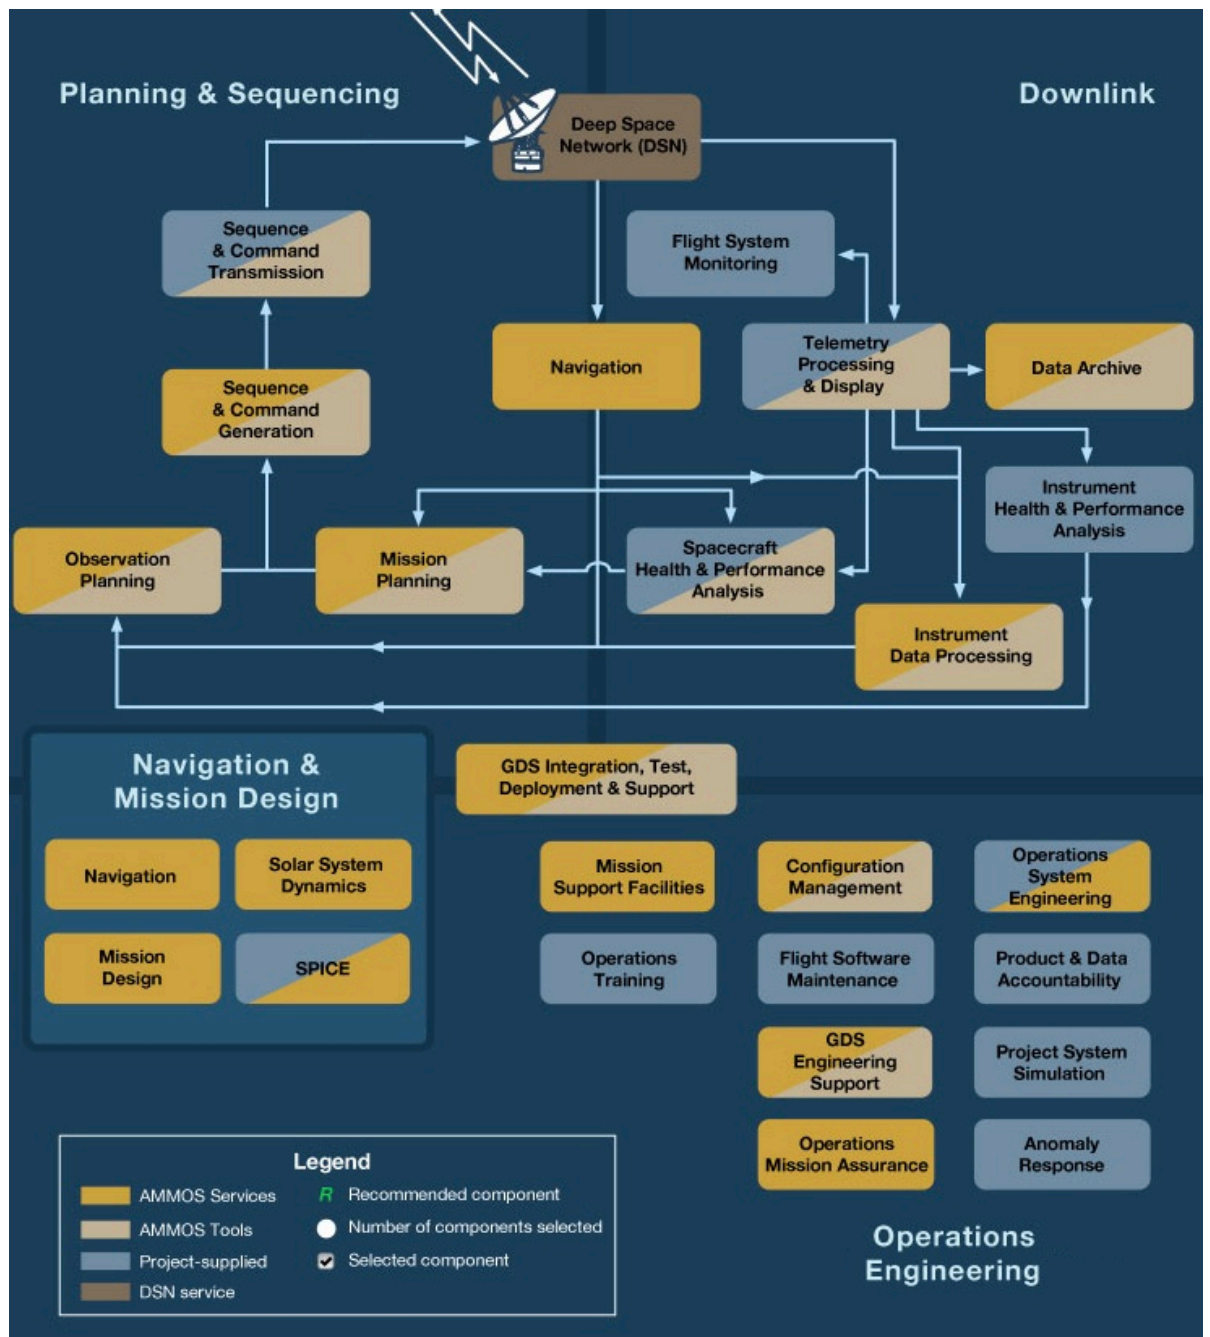 Planning & Sequencing
Downlink
Deep Space
Network (DSN)
Sequence
& Command
Transmission
Flight System
Monitoring
Navigation
Telemetry
Processing
& Display
Data Archive
Sequence
& Command
Generation
Instrument
Health & Performance
Analysis
Observation
Planning
Mission
Planning
Spacecraft
Health & Performance
Analysis
Instrument
Data Processing
Navigation &
Mission Design
GDS Integration, Test,
Deployment & Support
Navigation
Solar System
Dynamics
Mission
Design
SPICE
Mission
Support Facilities
Configuration
Management
Operations
System
Engineering
Operations
Training
Flight Software
Maintenance
Product & Data
Accountability
GDS
Engineering
Support
Project System
Simulation
Operations
Mission Assurance
Anomaly
Response
Legend
AMMOS Services
AMMOS Tools
Project-supplied
DSN service
R Recommended component
Number of components selected
Selected component
Operations
Engineering